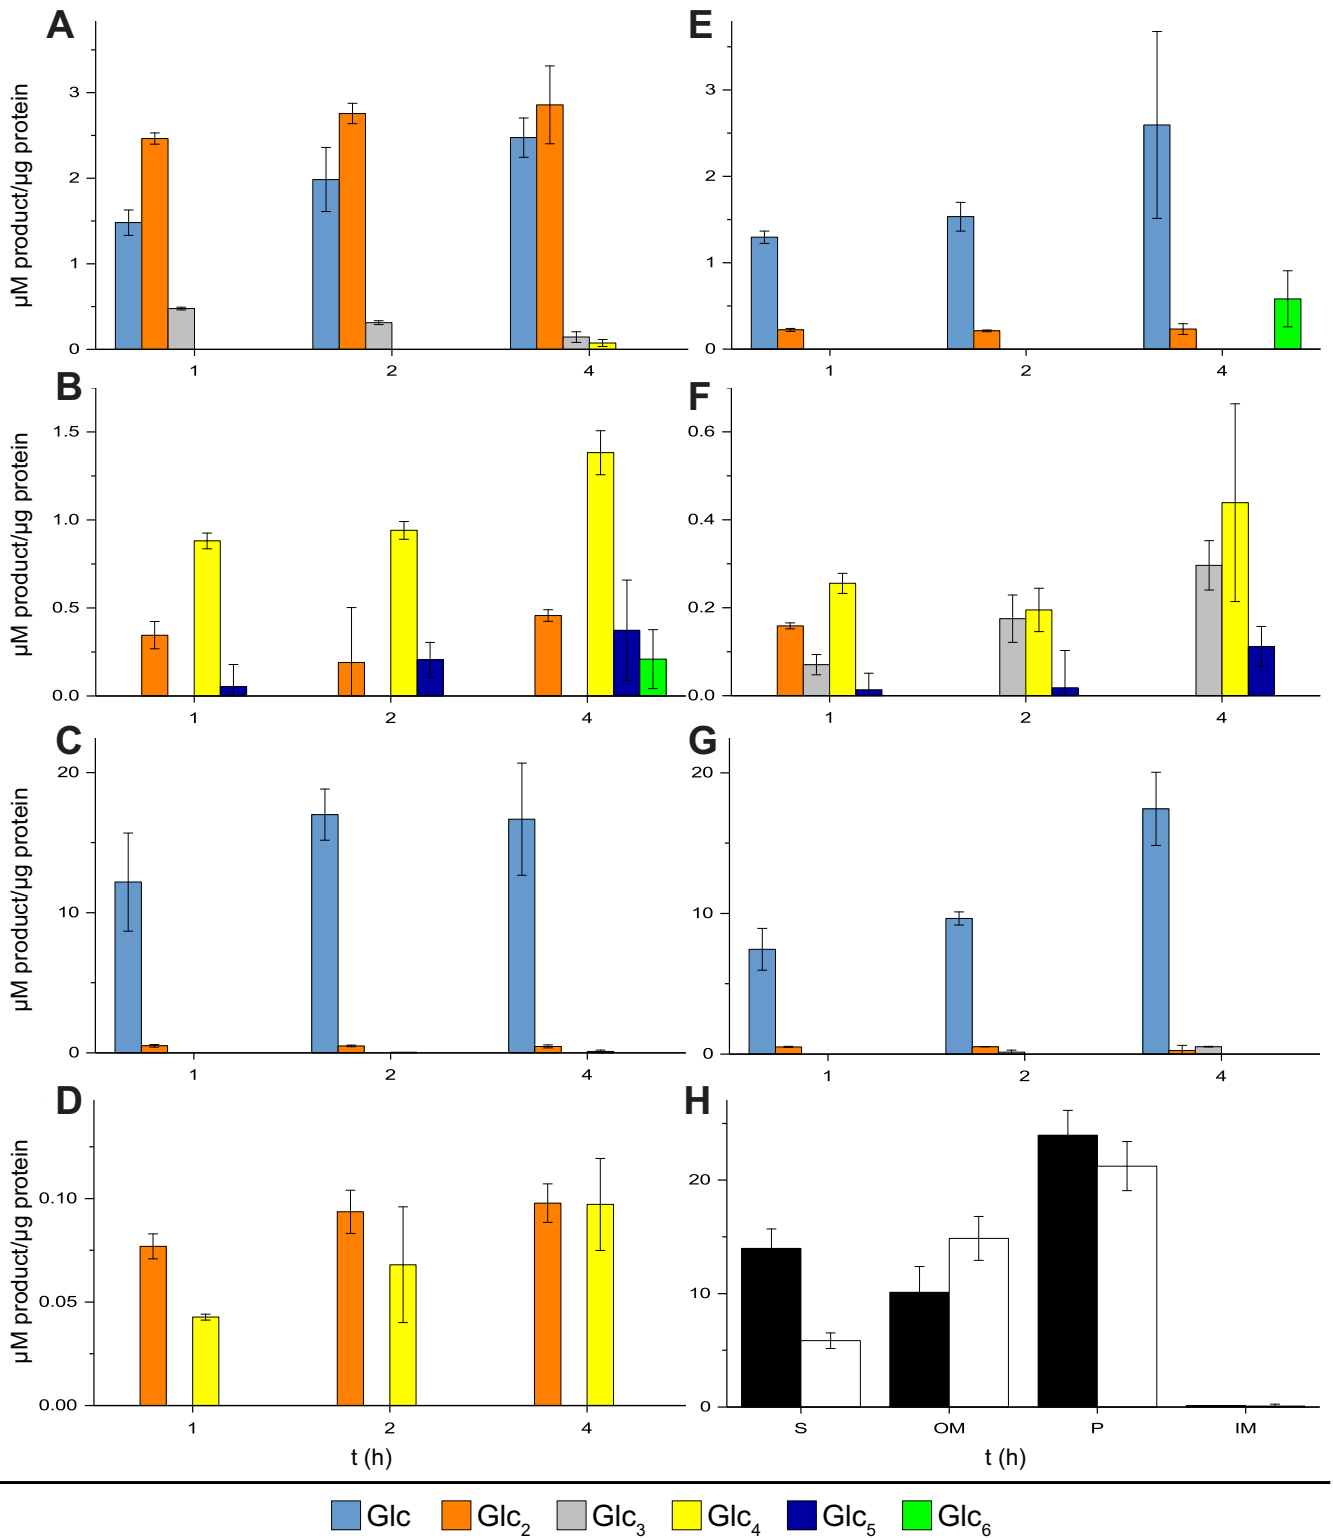 A
µM product/µg protein
3
2
1
0
1 2 4
E
3
2
1
0
1 2 4
B
µM product/µg protein
1.5
1.0
0.5
0.0
1 2 4
F
0.6
0.4
0.2
0.0
1 2 4
C
µM product/µg protein
20
10
0
1 2 4
G
20
10
0
1 2 4
D
µM product/µg protein
0.10
0.05
0.00
1 2 4
t (h)
H
20
10
0
S OM P IM
t (h)
Glc Glc2 Glc3 Glc4 Glc5 Glc6